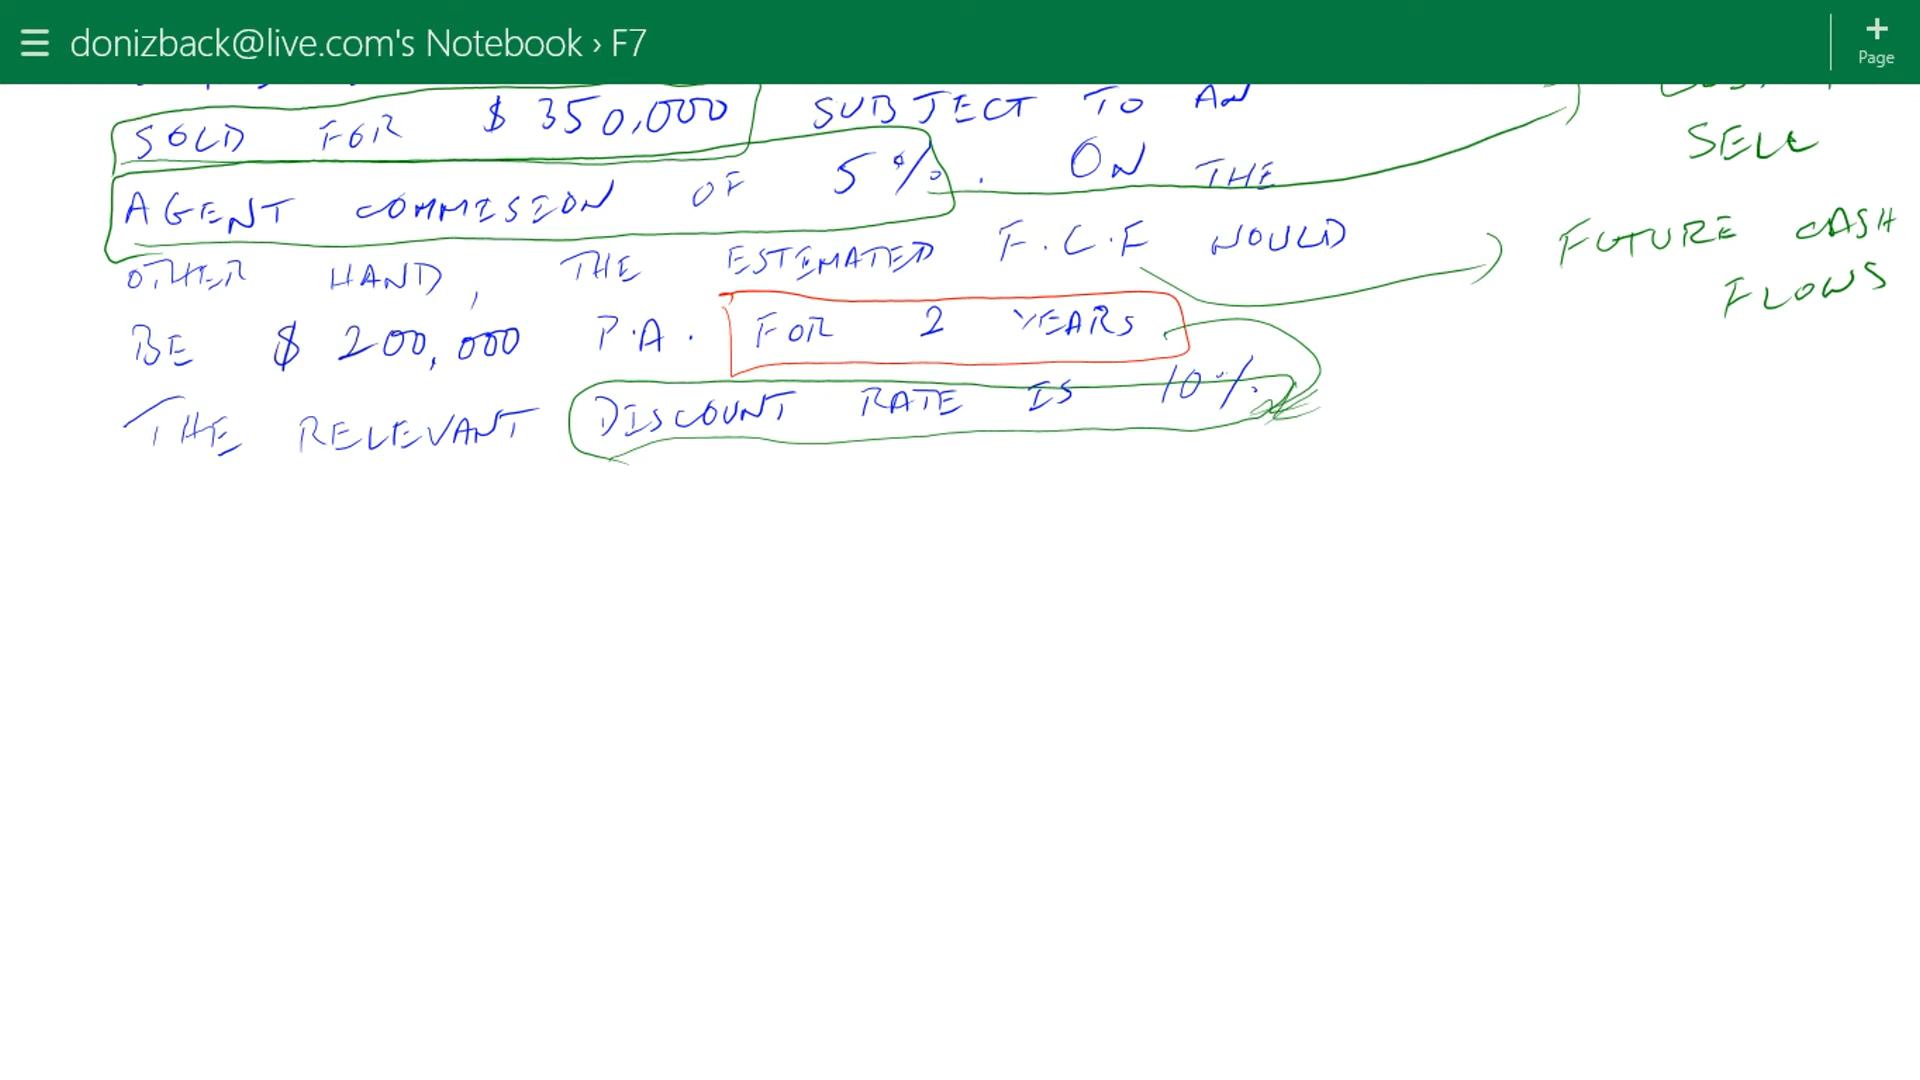 donizback@live.com's Notebook › F7
Page
SOLD FOR $ 350,000 SUBJECT TO AN
SELL
AGENT COMMISION OF 5%. ON THE
OTHER HAND, THE ESTIMATED F.C.F WOULD
FUTURE CASH
FLOWS
BE $ 200,000 P.A. FOR 2 YEARS
THE RELEVANT DISCOUNT RATE IS 10%